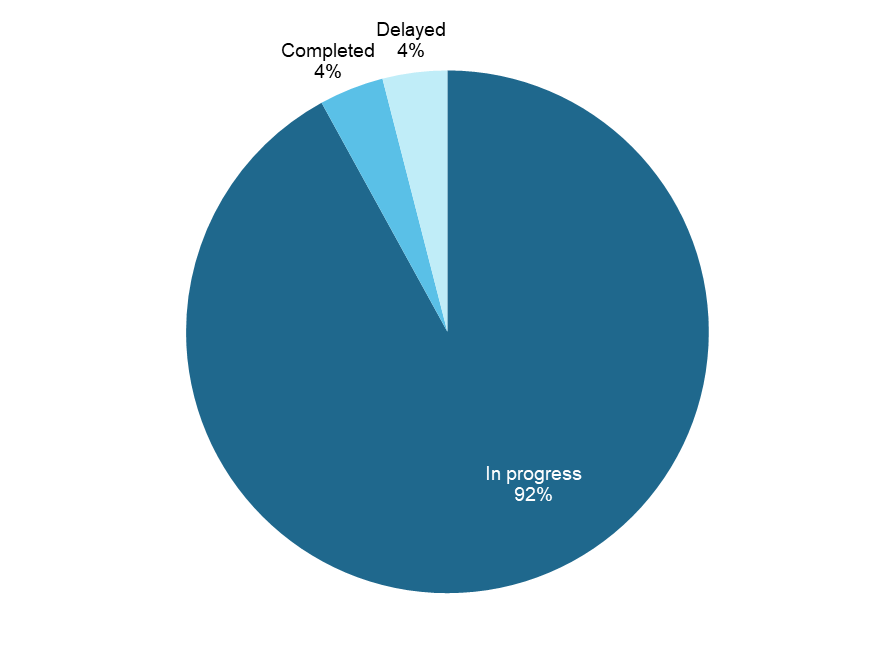 Delayed
4%
Completed
4%
In progress
92%